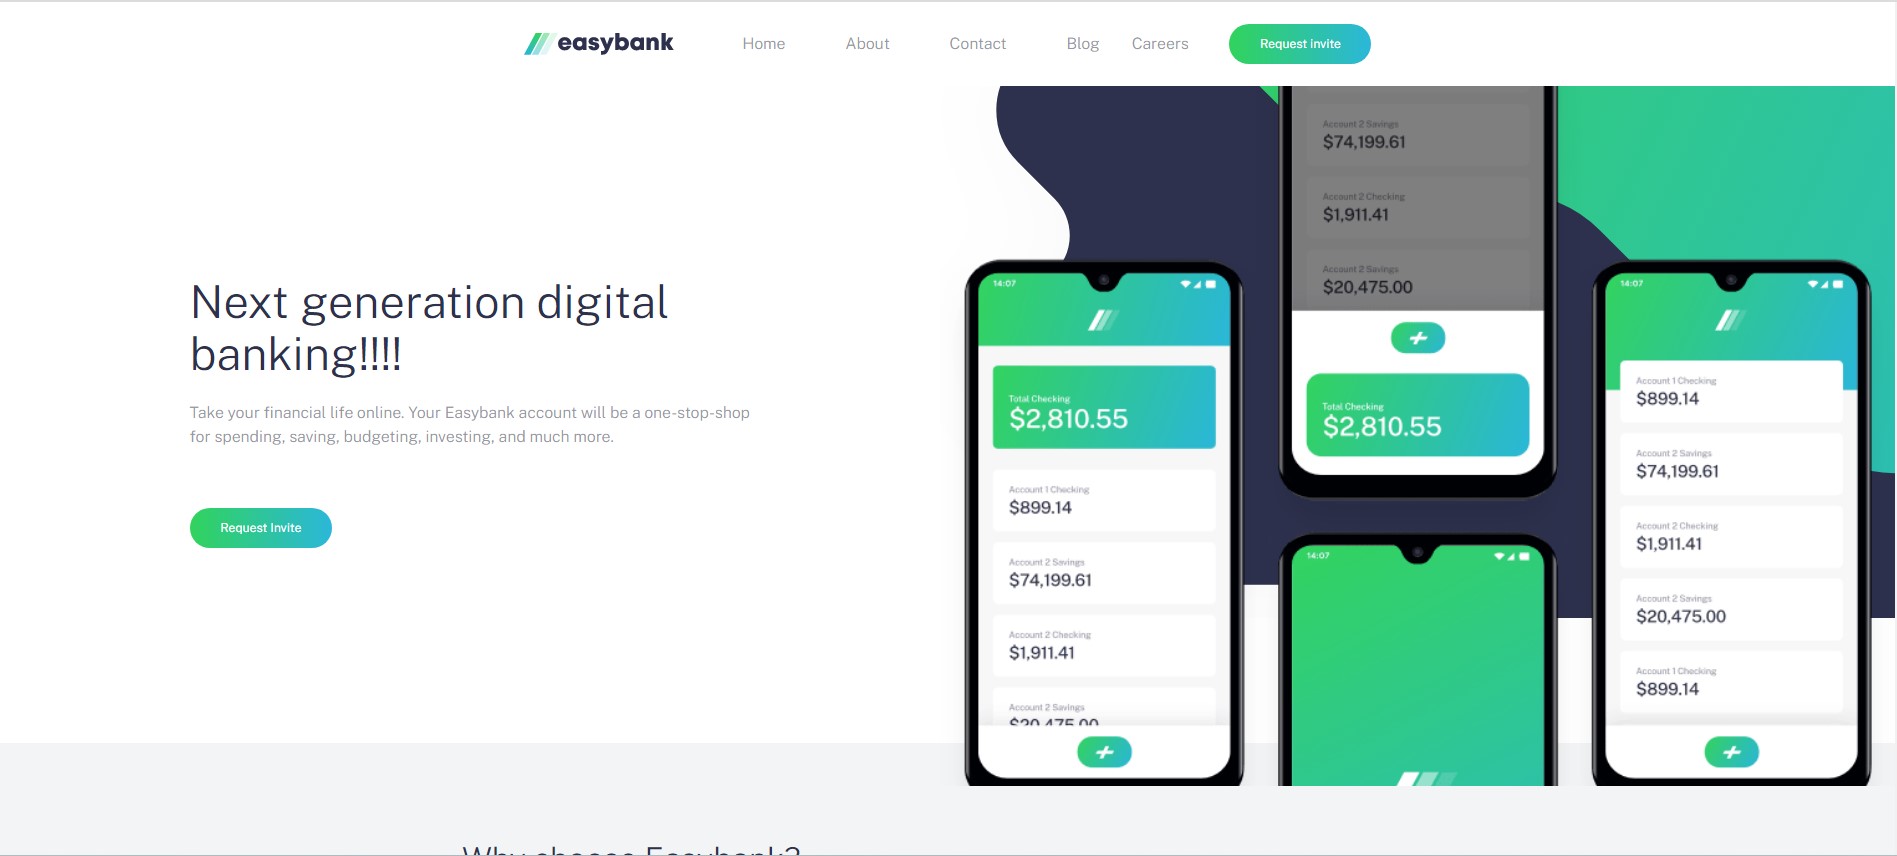 easybank
Home About Contact Blog Careers Request invite
Next generation digital
banking!!!!
Take your financial life online. Your Easybank account will be a one-stop-shop
for spending, saving, budgeting, investing, and much more.
Request Invite
14:07
Total Checking
$2,810.55
Account 1 Checking
$899.14
Account 2 Savings
$74,199.61
Account 2 Checking
$1,911.41
Account 2 Savings
$20,475.00
Account 2 Savings
$74,199.61
Account 2 Checking
$1,911.41
Account 2 Savings
$20,475.00
Total Checking
$2,810.55
14:07
14:07
Account 1 Checking
$899.14
Account 2 Savings
$74,199.61
Account 2 Checking
$1,911.41
Account 2 Savings
$20,475.00
Account 1 Checking
$899.14
Why choose Easybank?